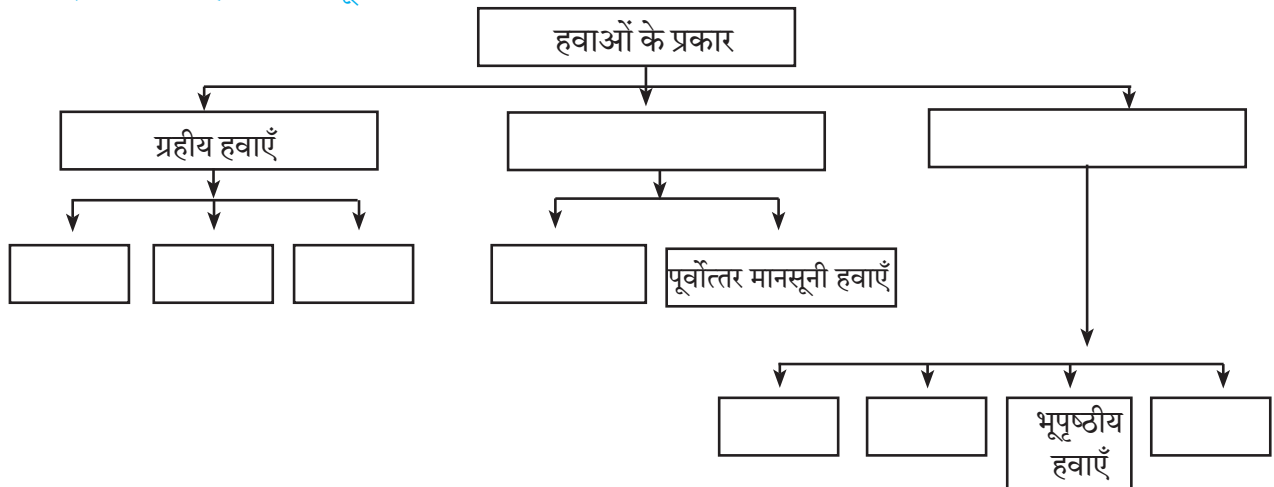 हवाओं के प्रकार
ग्रहीय हवाएँ
पूर्वोत्तर मानसूनी हवाएँ
भूपृष्ठीय
हवाएँ